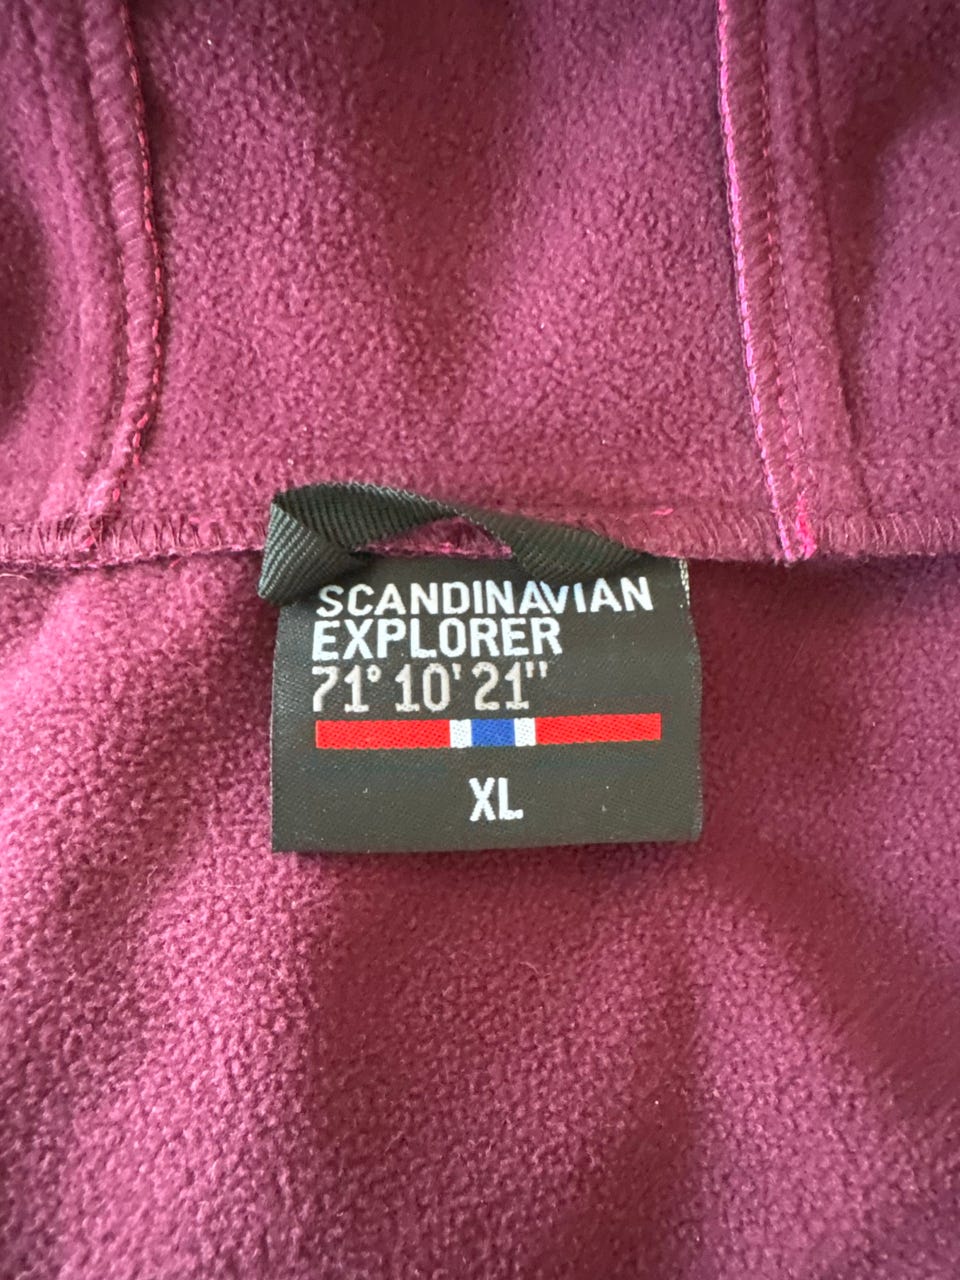 SCANDINAVIAN
EXPLORER
71° 10' 21"
XL